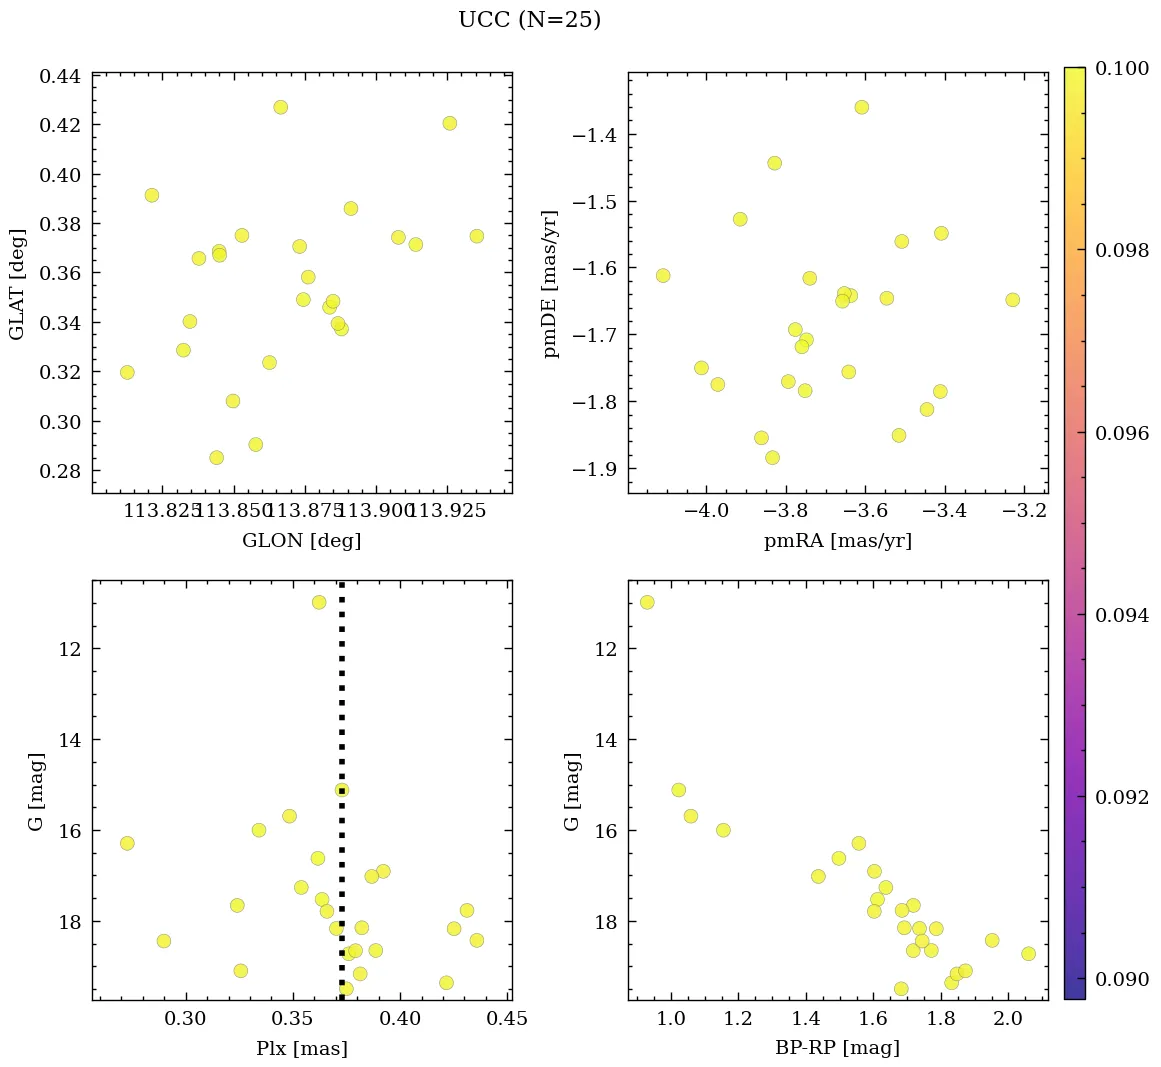 UCC (N=25)
0.44
0.42
0.40
0.38
0.36
0.34
0.32
0.30
0.28
GLAT [deg]
113.825 113.850 113.875 113.900 113.925
GLON [deg]
−1.4
−1.5
−1.6
−1.7
−1.8
−1.9
pmDE [mas/yr]
−4.0 −3.8 −3.6 −3.4 −3.2
pmRA [mas/yr]
12
14
16
18
G [mag]
0.30 0.35 0.40 0.45
Plx [mas]
12
14
16
18
G [mag]
1.0 1.2 1.4 1.6 1.8 2.0
BP-RP [mag]
0.100
0.098
0.096
0.094
0.092
0.090